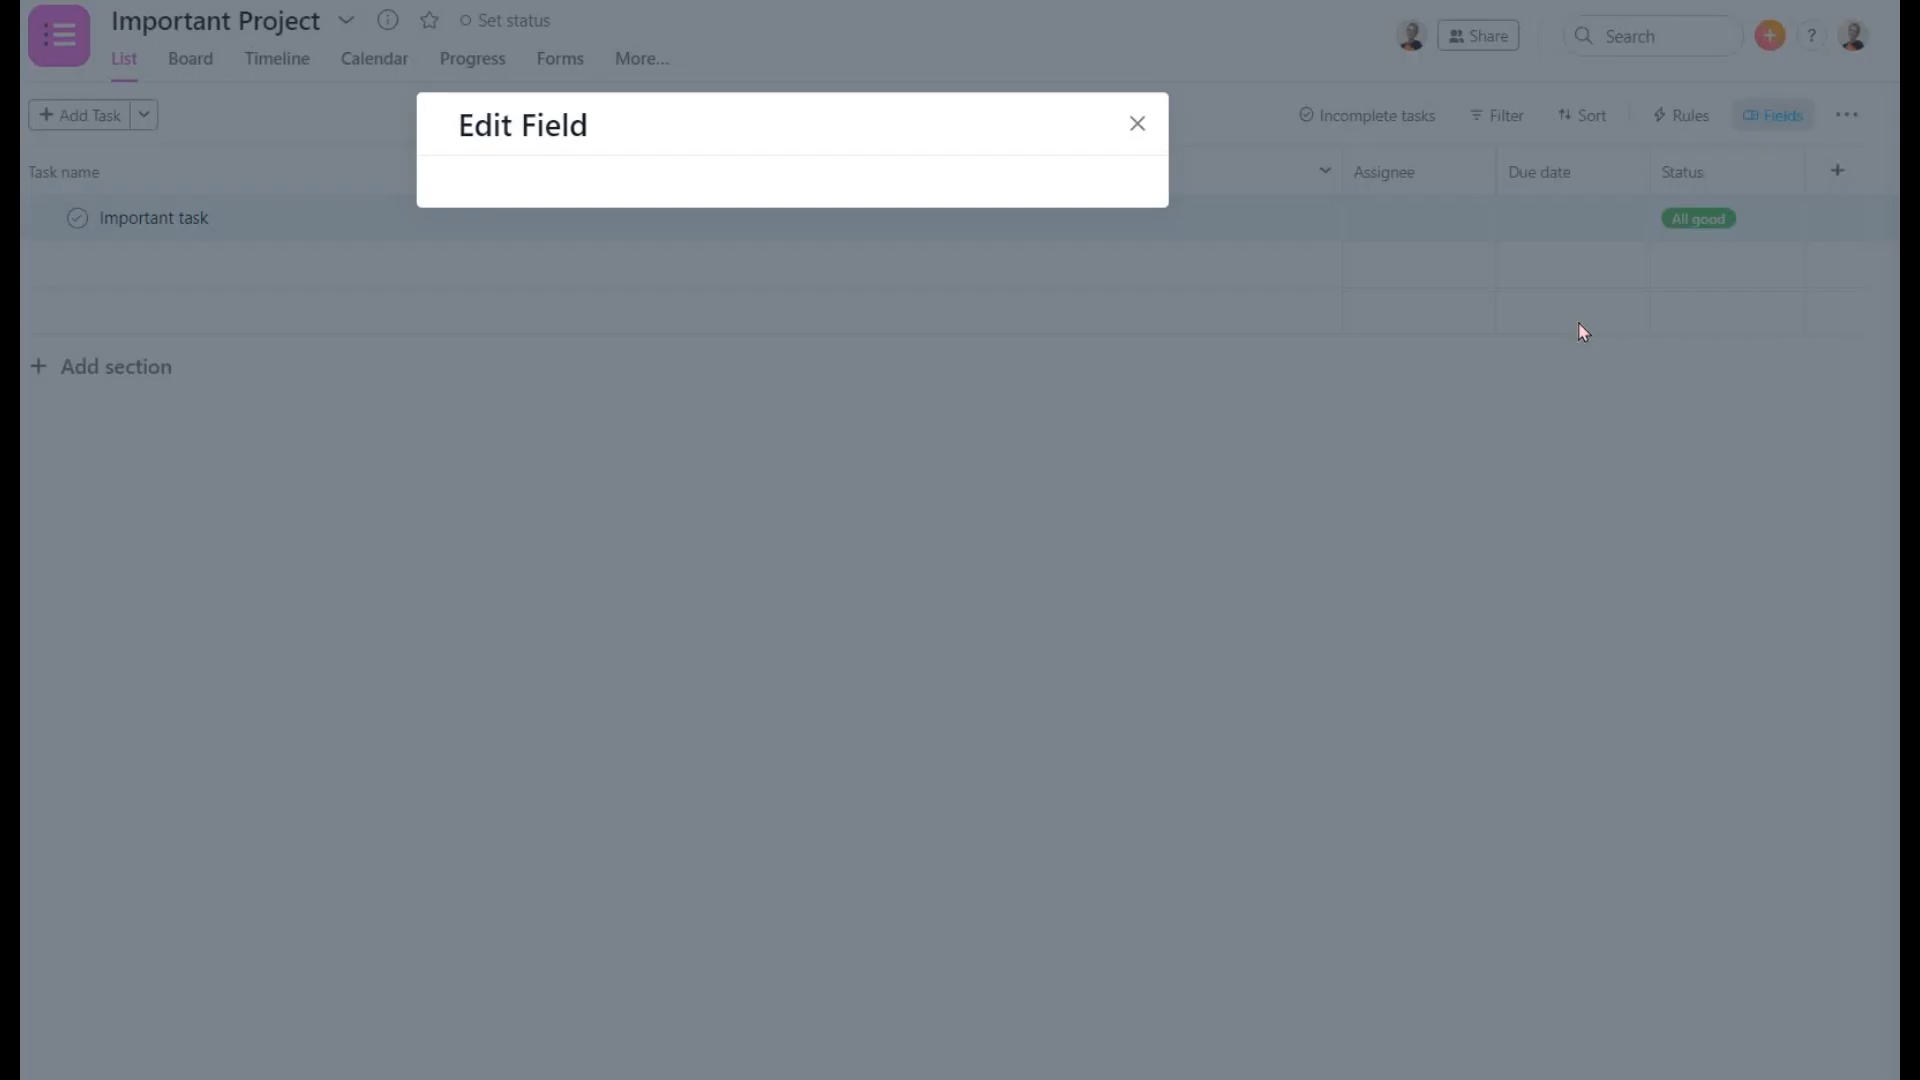 Important Project
Set status
Share
Search
?
List Board Timeline Calendar Progress Forms More...
Edit Field
+ Add Task
Incomplete tasks Filter Sort Rules Fields
Task name Assignee Due date Status +
Important task All good
+ Add section